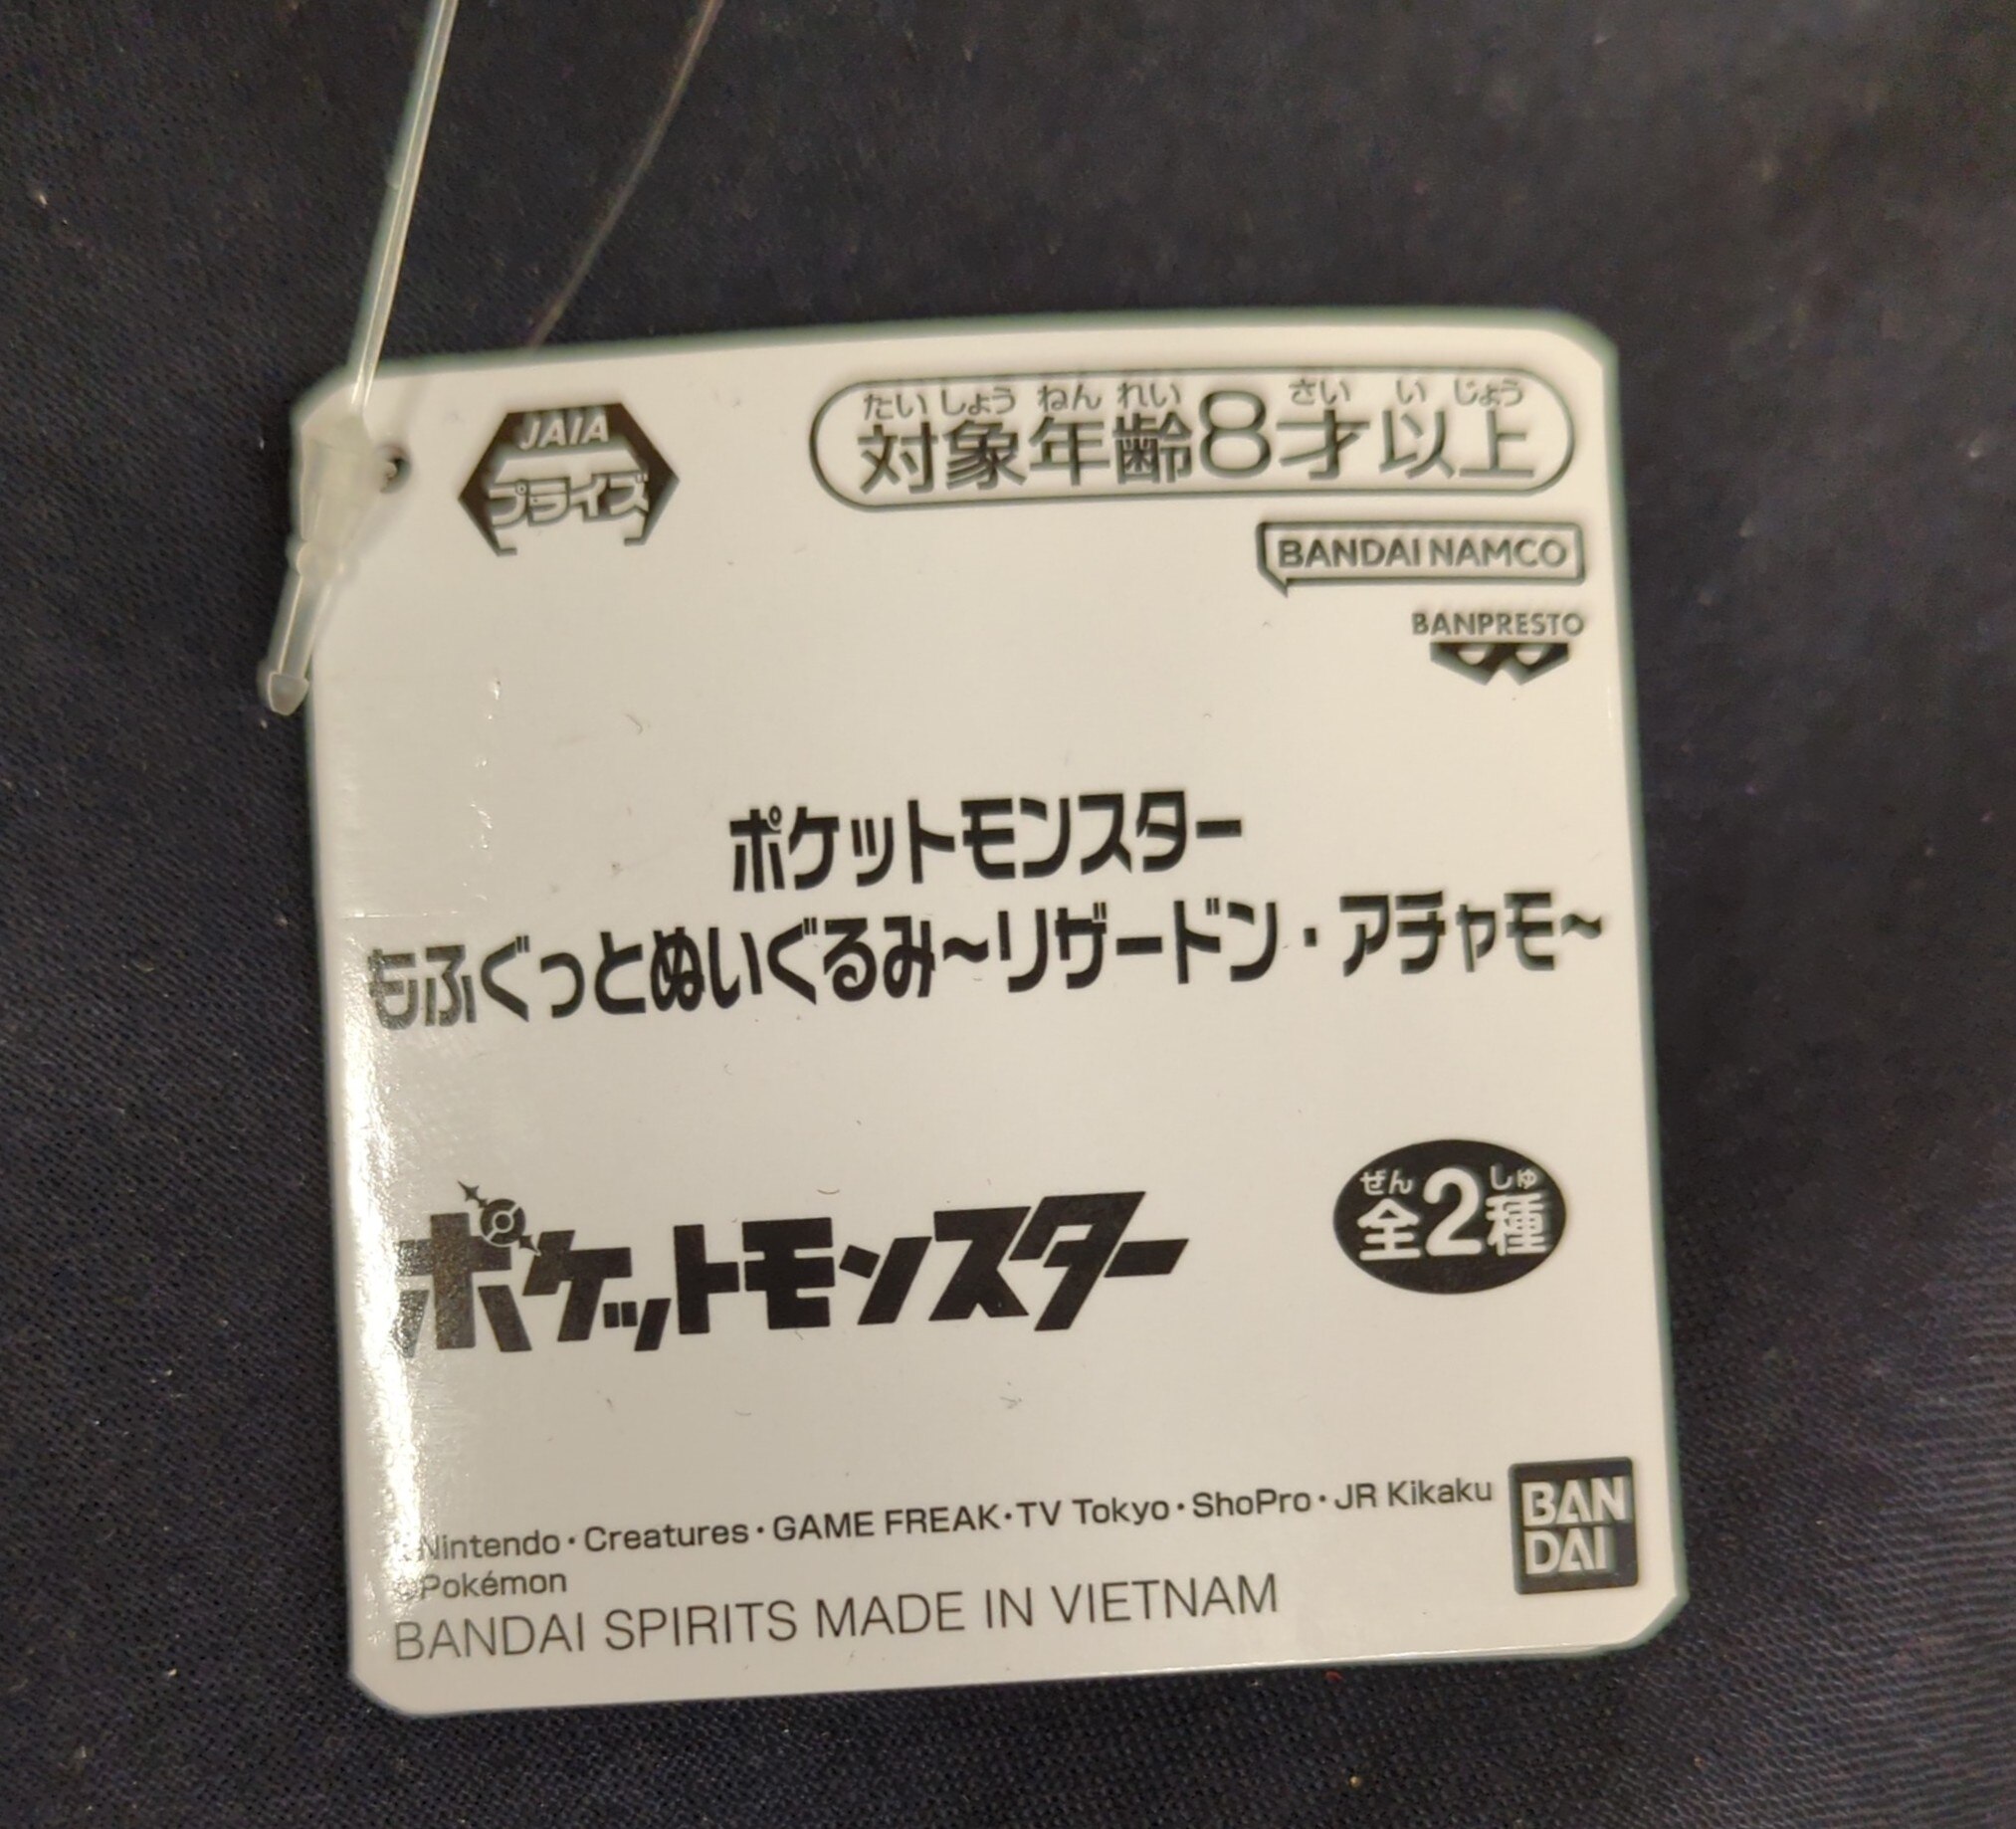 JAIA
プライズ
たいしょうねんれい さい いじょう
対象年齢8才以上
BANDAI NAMCO
BANPRESTO
ポケットモンスター
もふぐっとぬいぐるみ~リザードン・アチャモ~
ポケットモンスター
ぜん しゅ
全2種
©Nintendo・Creatures・GAME FREAK・TV Tokyo・ShoPro・JR Kikaku
©Pokémon
BANDAI SPIRITS MADE IN VIETNAM
BAN
DAI